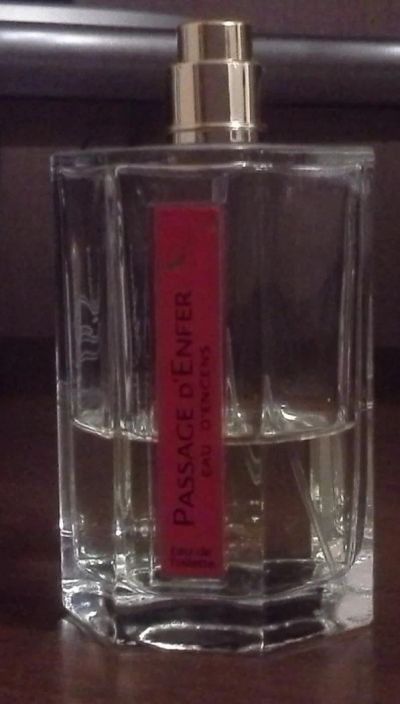 PASSAGE D'ENFER
EAU D'ENCENS
Eau de
Toilette